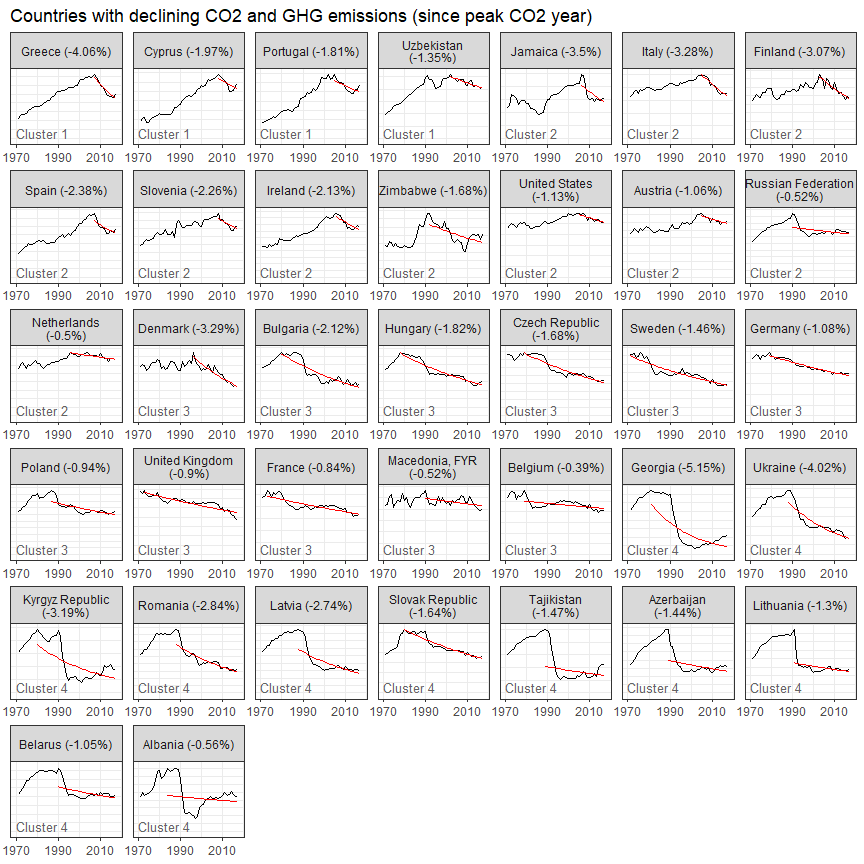 Countries with declining CO2 and GHG emissions (since peak CO2 year)
Greece (-4.06%)
Cyprus (-1.97%)
Portugal (-1.81%)
Uzbekistan
(-1.35%)
Jamaica (-3.5%)
Italy (-3.28%)
Finland (-3.07%)
Cluster 1
Cluster 1
Cluster 1
Cluster 1
Cluster 2
Cluster 2
Cluster 2
1970 1990 2010
1970 1990 2010
1970 1990 2010
1970 1990 2010
1970 1990 2010
1970 1990 2010
1970 1990 2010
Spain (-2.38%)
Slovenia (-2.26%)
Ireland (-2.13%)
Zimbabwe (-1.68%)
United States
(-1.13%)
Austria (-1.06%)
Russian Federation
(-0.52%)
Cluster 2
Cluster 2
Cluster 2
Cluster 2
Cluster 2
Cluster 2
Cluster 2
1970 1990 2010
1970 1990 2010
1970 1990 2010
1970 1990 2010
1970 1990 2010
1970 1990 2010
1970 1990 2010
Netherlands
(-0.5%)
Denmark (-3.29%)
Bulgaria (-2.12%)
Hungary (-1.82%)
Czech Republic
(-1.68%)
Sweden (-1.46%)
Germany (-1.08%)
Cluster 2
Cluster 3
Cluster 3
Cluster 3
Cluster 3
Cluster 3
Cluster 3
1970 1990 2010
1970 1990 2010
1970 1990 2010
1970 1990 2010
1970 1990 2010
1970 1990 2010
1970 1990 2010
Poland (-0.94%)
United Kingdom
(-0.9%)
France (-0.84%)
Macedonia, FYR
(-0.52%)
Belgium (-0.39%)
Georgia (-5.15%)
Ukraine (-4.02%)
Cluster 3
Cluster 3
Cluster 3
Cluster 3
Cluster 3
Cluster 4
Cluster 4
1970 1990 2010
1970 1990 2010
1970 1990 2010
1970 1990 2010
1970 1990 2010
1970 1990 2010
1970 1990 2010
Kyrgyz Republic
(-3.19%)
Romania (-2.84%)
Latvia (-2.74%)
Slovak Republic
(-1.64%)
Tajikistan
(-1.47%)
Azerbaijan
(-1.44%)
Lithuania (-1.3%)
Cluster 4
Cluster 4
Cluster 4
Cluster 4
Cluster 4
Cluster 4
Cluster 4
1970 1990 2010
1970 1990 2010
1970 1990 2010
1970 1990 2010
1970 1990 2010
1970 1990 2010
1970 1990 2010
Belarus (-1.05%)
Albania (-0.56%)
Cluster 4
Cluster 4
1970 1990 2010
1970 1990 2010